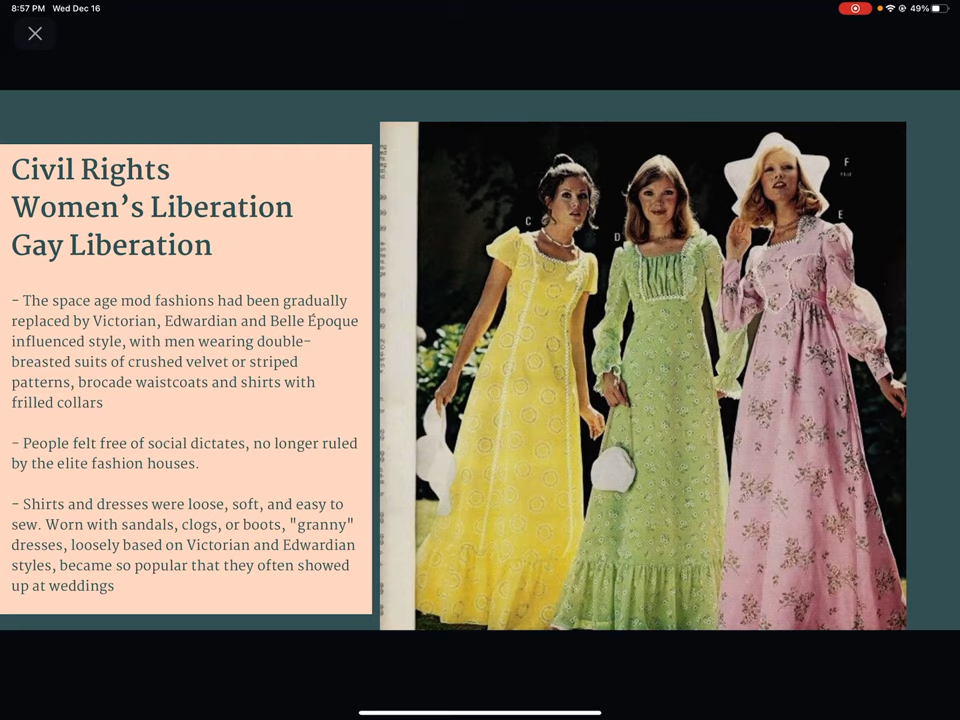 8:57 PM Wed Dec 16
49%
Civil Rights
Women’s Liberation
Gay Liberation
- The space age mod fashions had been gradually
replaced by Victorian, Edwardian and Belle Époque
influenced style, with men wearing double-
breasted suits of crushed velvet or striped
patterns, brocade waistcoats and shirts with
frilled collars
- People felt free of social dictates, no longer ruled
by the elite fashion houses.
- Shirts and dresses were loose, soft, and easy to
sew. Worn with sandals, clogs, or boots, "granny"
dresses, loosely based on Victorian and Edwardian
styles, became so popular that they often showed
up at weddings
C
D
F
E